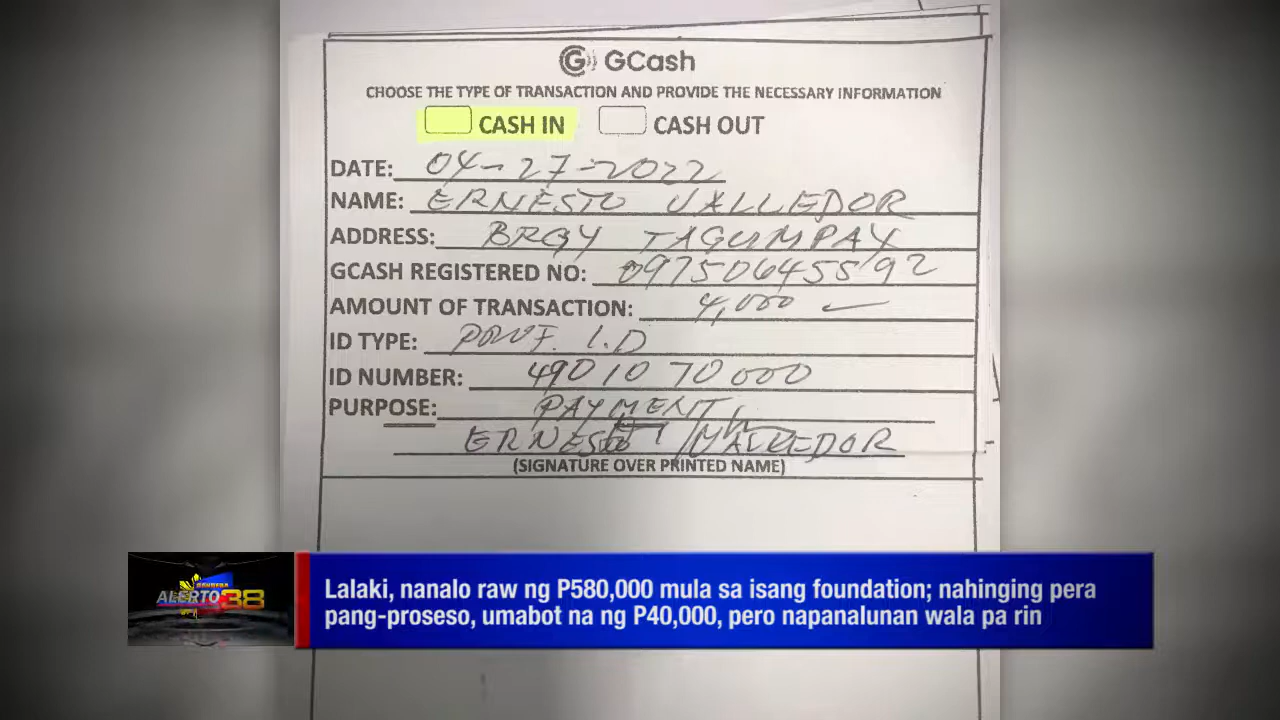 GCash
CHOOSE THE TYPE OF TRANSACTION AND PROVIDE THE NECESSARY INFORMATION
CASH IN CASH OUT
DATE: 04-27-2022
NAME: ERNESTO VALLEDOR
ADDRESS: BRGY TAGUMPAY
GCASH REGISTERED NO: 09750645592
AMOUNT OF TRANSACTION: 4,000
ID TYPE: I.D
ID NUMBER: 4901070000
PURPOSE: PAYMENT
ERNESTO VALLEDOR
(SIGNATURE OVER PRINTED NAME)
ALERTO 38
Lalaki, nanalo raw ng P580,000 mula sa isang foundation; nahinging pera
pang-proseso, umabot na ng P40,000, pero napanalunan wala pa rin